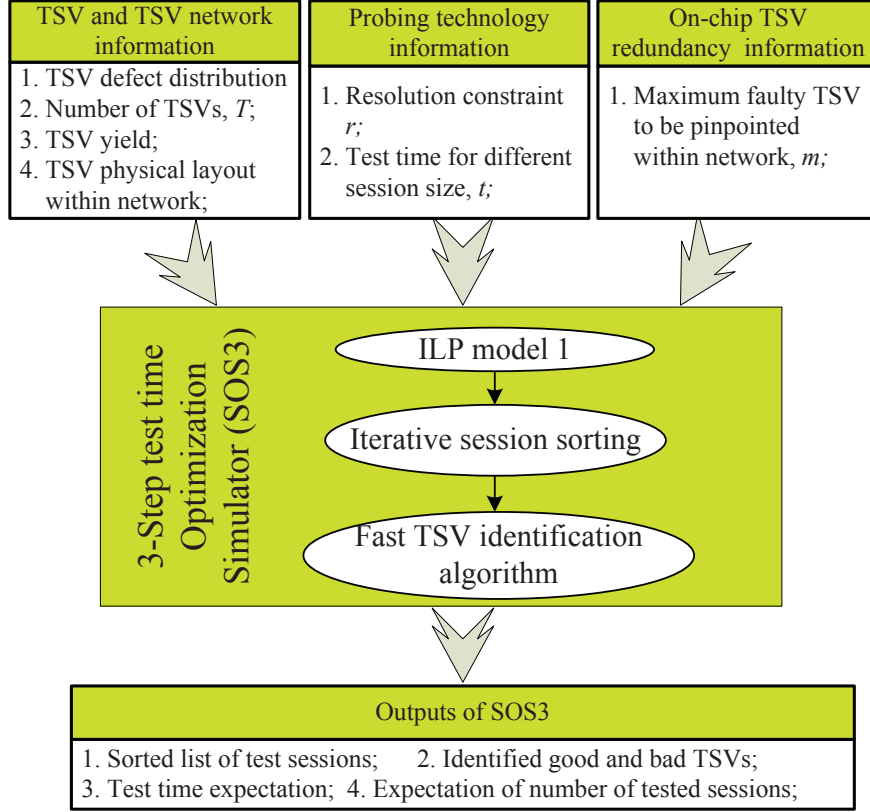 TSV and TSV network
information
1. TSV defect distribution
2. Number of TSVs, T;
3. TSV yield;
4. TSV physical layout
within network;
Probing technology
information
1. Resolution constraint
r;
2. Test time for different
session size, t;
On-chip TSV
redundancy information
1. Maximum faulty TSV
to be pinpointed
within network, m;
3-Step test time
Optimization
Simulator (SOS3)
ILP model 1
Iterative session sorting
Fast TSV identification
algorithm
Outputs of SOS3
1. Sorted list of test sessions; 2. Identified good and bad TSVs;
3. Test time expectation; 4. Expectation of number of tested sessions;